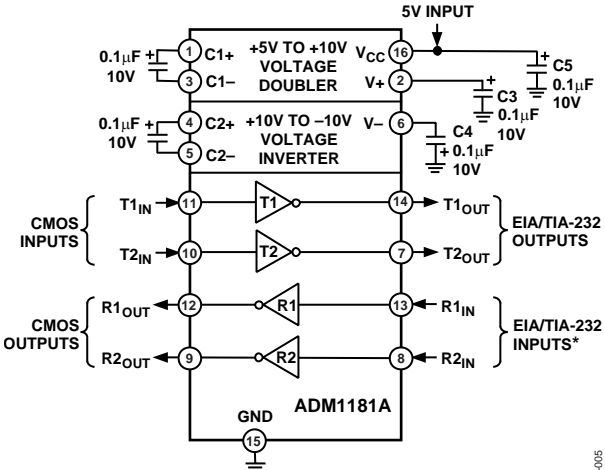 5V INPUT
0.1µF
10V
+
1
C1+
3
C1–
+5V TO +10V
VOLTAGE
DOUBLER
VCC
16
V+
2
+
C5
0.1µF
10V
+
C3
0.1µF
10V
0.1µF
10V
+
4
C2+
5
C2–
+10V TO –10V
VOLTAGE
INVERTER
V–
6
C4
+
0.1µF
10V
CMOS
INPUTS
T1IN
11
T1
14
T1OUT
T2IN
10
T2
7
T2OUT
EIA/TIA-232
OUTPUTS
CMOS
OUTPUTS
R1OUT
12
R1
13
R1IN
R2OUT
9
R2
8
R2IN
EIA/TIA-232
INPUTS*
ADM1181A
GND
15
-005